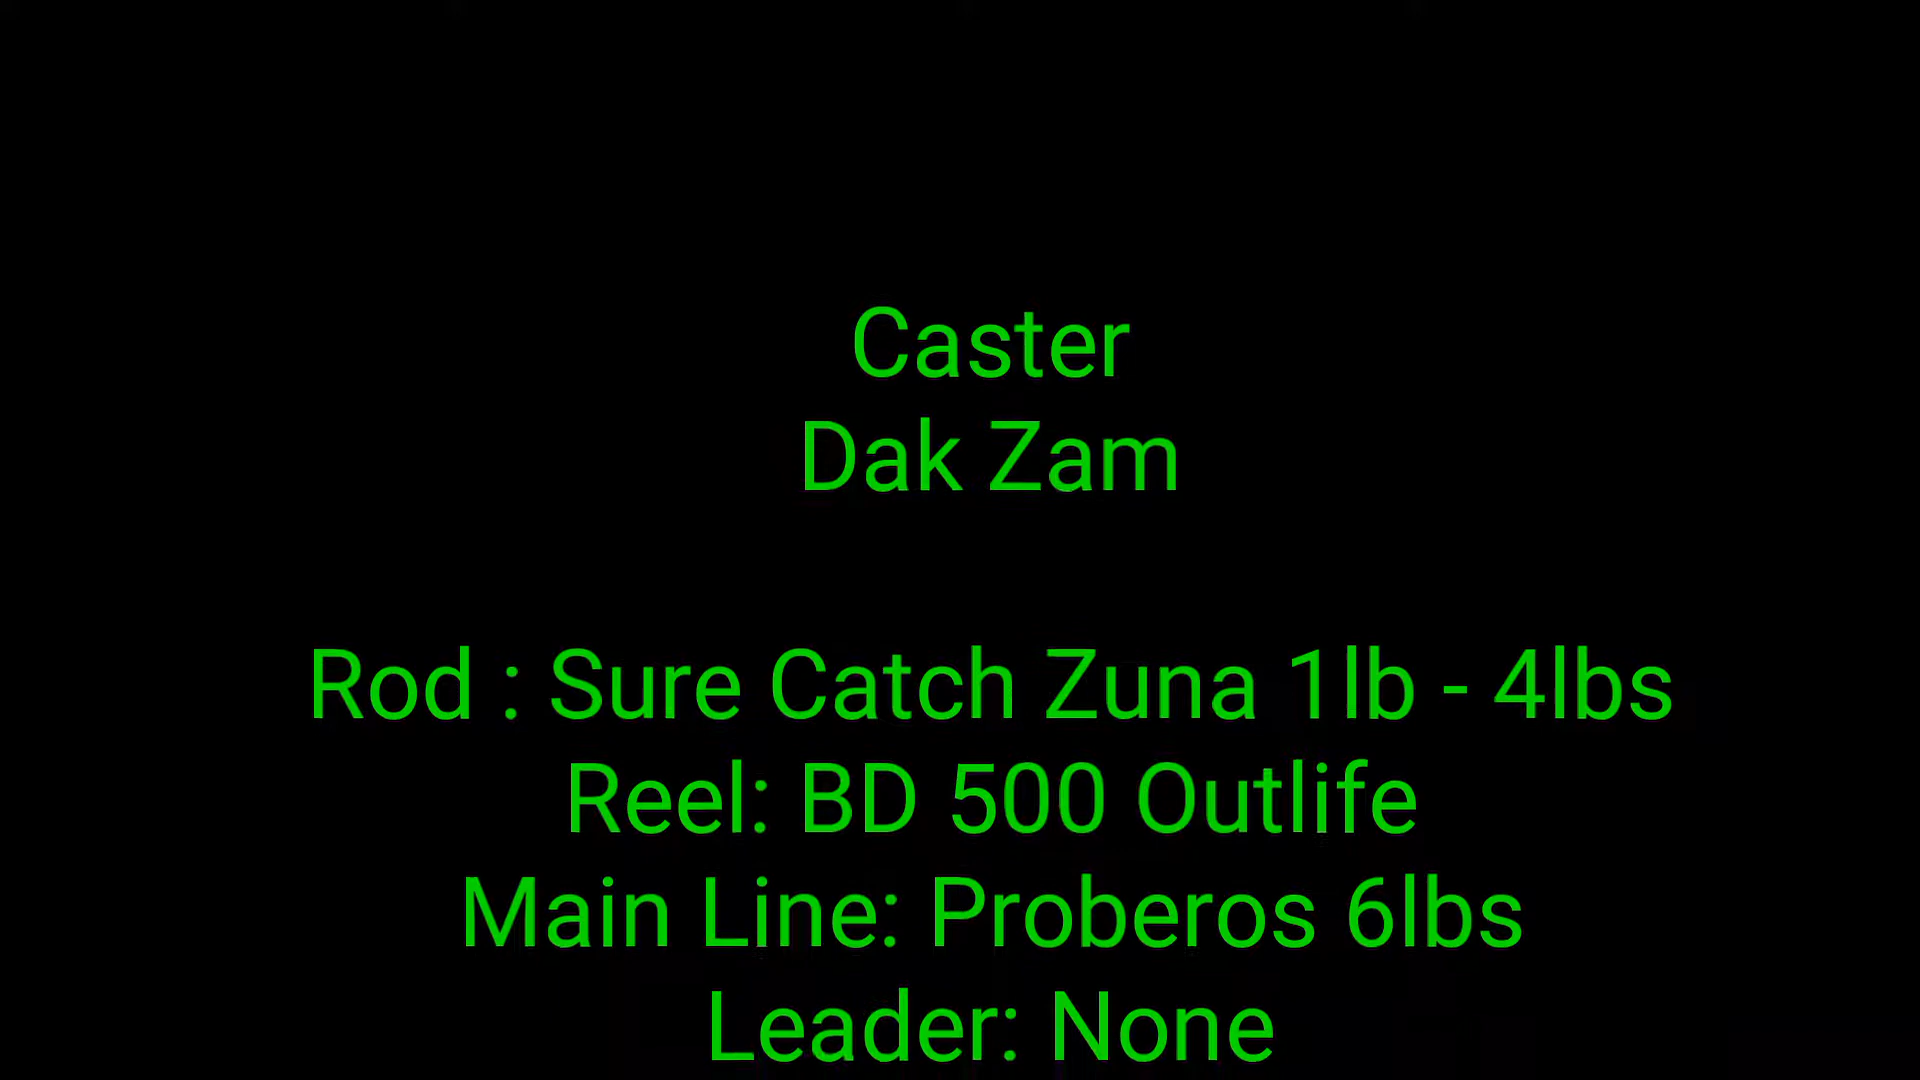 Caster
Dak Zam
Rod : Sure Catch Zuna 1lb - 4lbs
Reel: BD 500 Outlife
Main Line: Proberos 6lbs
Leader: None